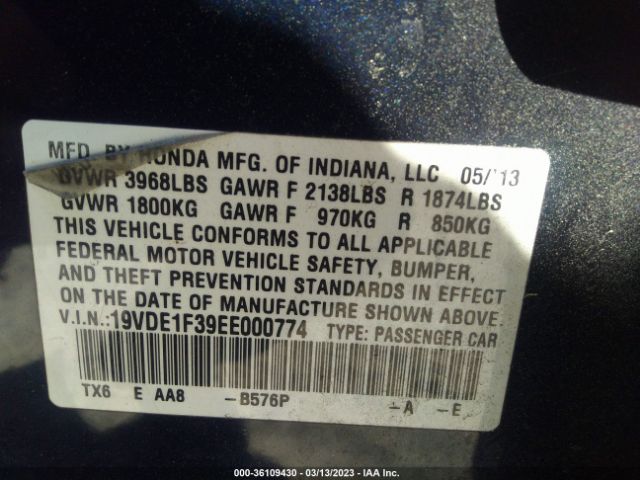 MFD. BY HONDA MFG. OF INDIANA, LLC 05/'13
GVWR 3968LBS GAWR F 2138LBS R 1874LBS
GVWR 1800KG GAWR F 970KG R 850KG
THIS VEHICLE CONFORMS TO ALL APPLICABLE
FEDERAL MOTOR VEHICLE SAFETY, BUMPER,
AND THEFT PREVENTION STANDARDS IN EFFECT
ON THE DATE OF MANUFACTURE SHOWN ABOVE.
V.I.N.:19VDE1F39EE000774 TYPE: PASSENGER CAR
TX6 E AA8 -B576P -A -E
000-36109430 - 03/13/2023 - IAA Inc.